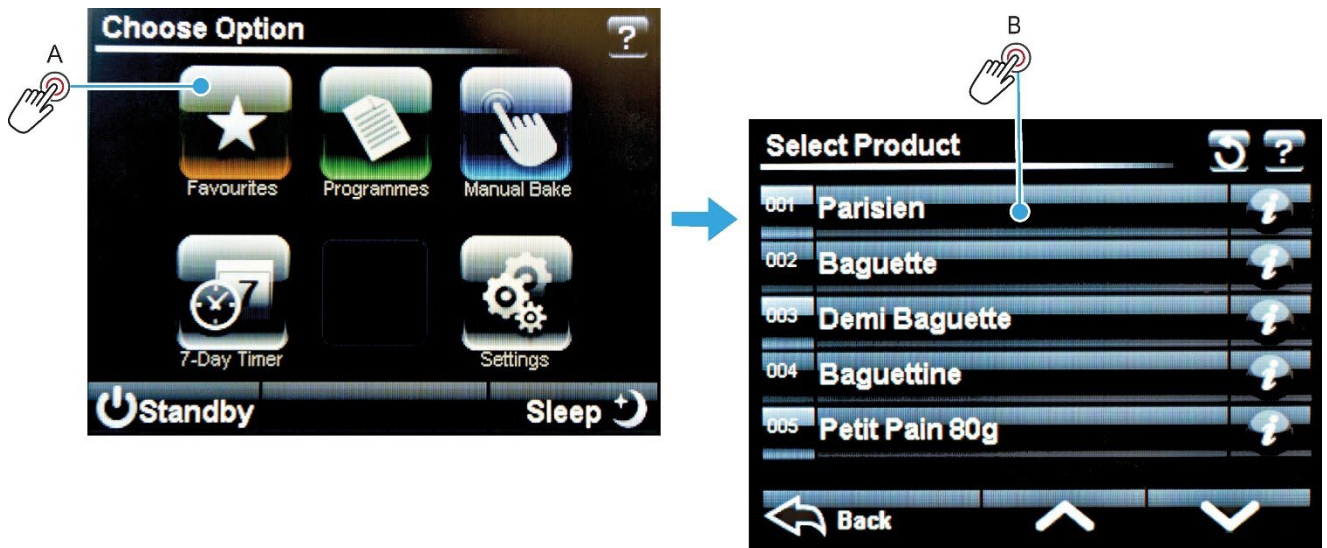 A
Choose Option
?
Favourites
Programmes
Manual Bake
7
7-Day Timer
Settings
Standby
Sleep
B
Select Product
?
001 Parisien i
002 Baguette i
003 Demi Baguette i
004 Baguettine i
005 Petit Pain 80g i
Back